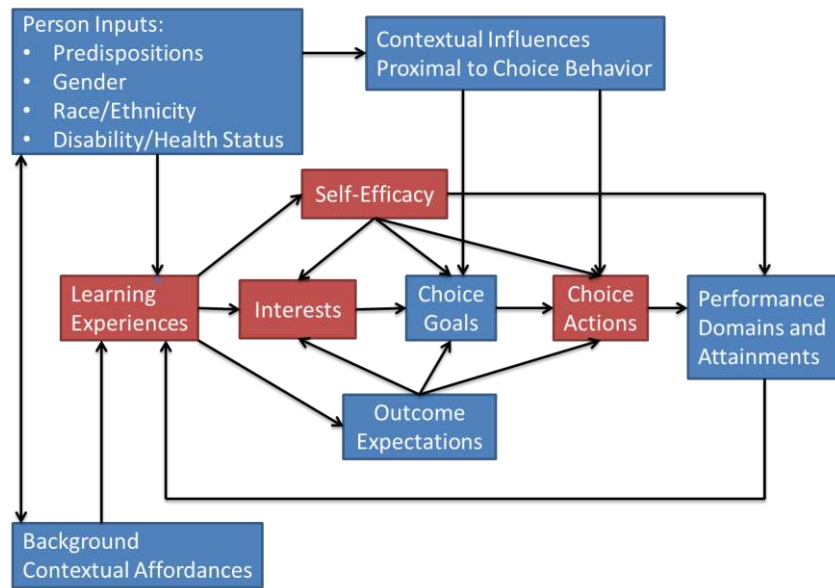 Person Inputs:
• Predispositions
• Gender
• Race/Ethnicity
• Disability/Health Status
Contextual Influences
Proximal to Choice Behavior
Self-Efficacy
Learning
Experiences
Interests
Choice
Goals
Choice
Actions
Performance
Domains and
Attainments
Outcome
Expectations
Background
Contextual Affordances